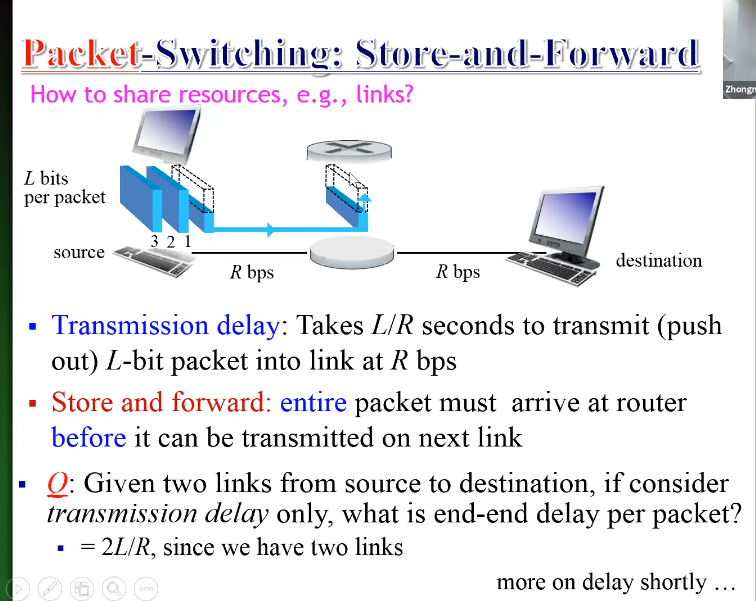 Packet-Switching: Store-and-Forward
How to share resources, e.g., links?
L bits
per packet
3 2 1
source
R bps
R bps
destination
▪ Transmission delay: Takes L/R seconds to transmit (push
out) L-bit packet into link at R bps
▪ Store and forward: entire packet must arrive at router
before it can be transmitted on next link
▪ Q: Given two links from source to destination, if consider
transmission delay only, what is end-end delay per packet?
▪ = 2L/R, since we have two links
more on delay shortly …